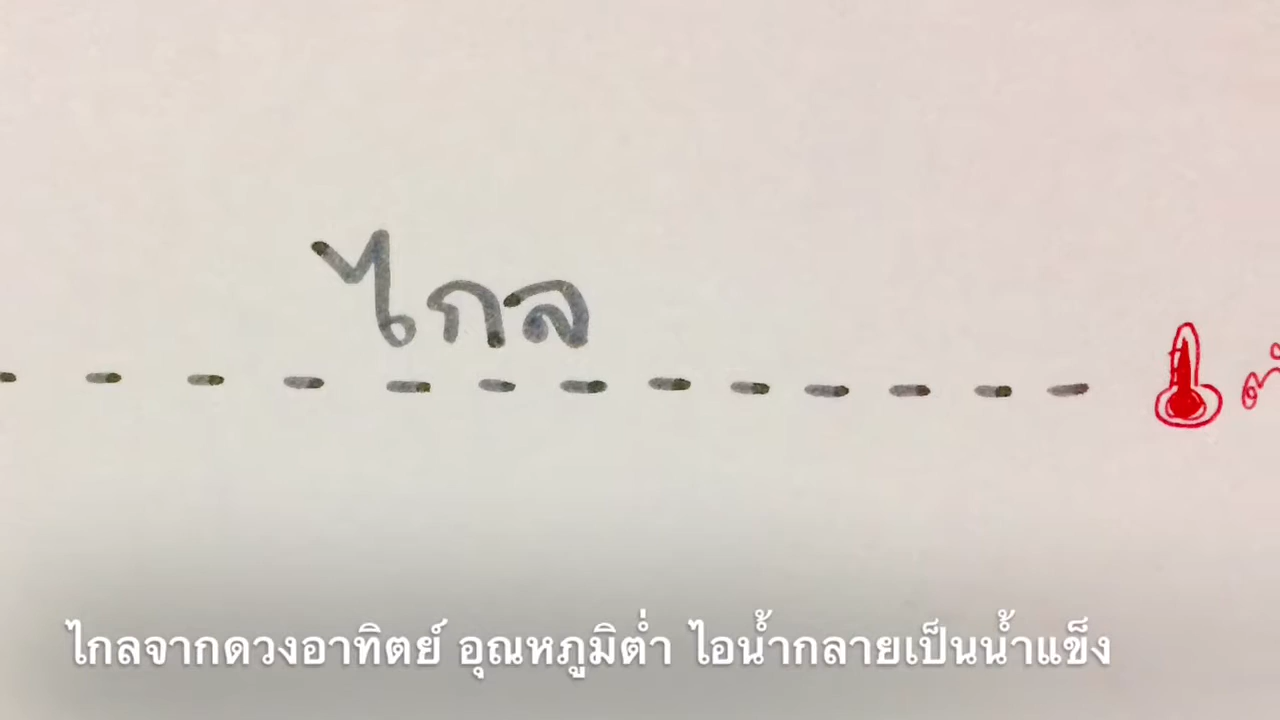 ไกล
ไกลจากดวงอาทิตย์ อุณหภูมิต่ำ ไอน้ำกลายเป็นน้ำแข็ง